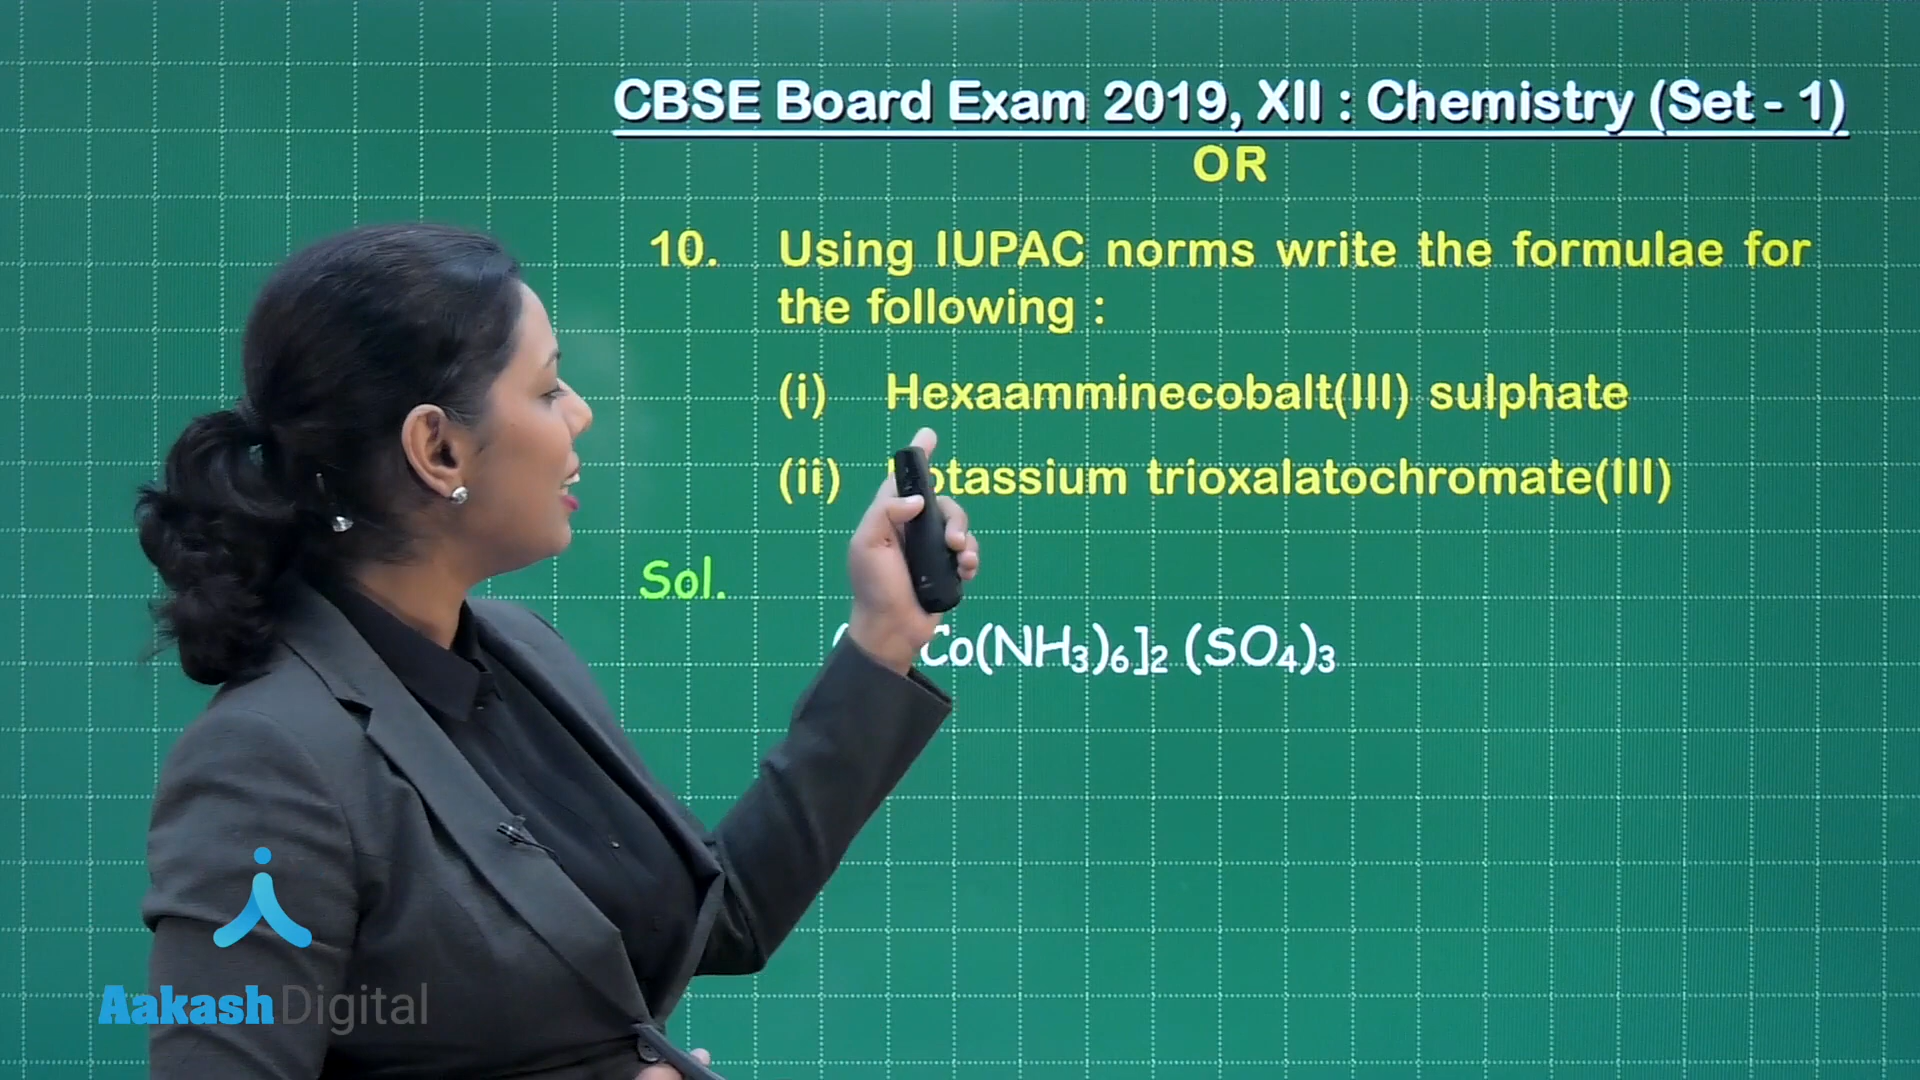 CBSE Board Exam 2019, XII : Chemistry (Set - 1)
OR
10. Using IUPAC norms write the formulae for
the following :
(i) Hexaamminecobalt(III) sulphate
(ii) trioxalatochromate(III)
Sol.
Co(NH₃)₆]₂ (SO₄)₃
Aakash Digital